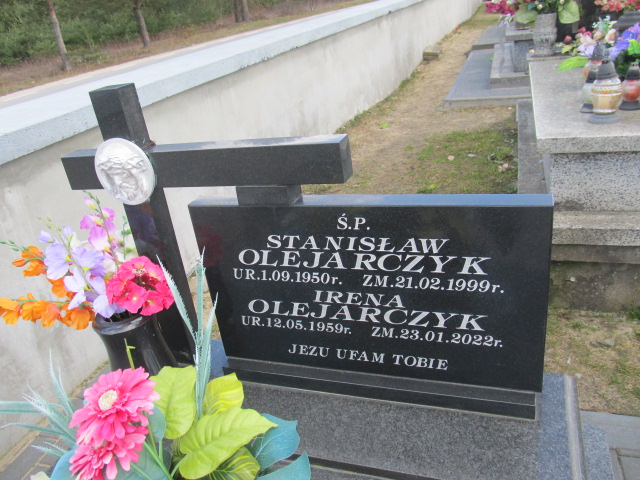 Ś.P.
STANISŁAW
OLEJARCZYK
UR.1.09.1950r. ZM.21.02.1999r.
IRENA
OLEJARCZYK
UR.12.05.1959r. ZM.23.01.2022r.
JEZU UFAM TOBIE